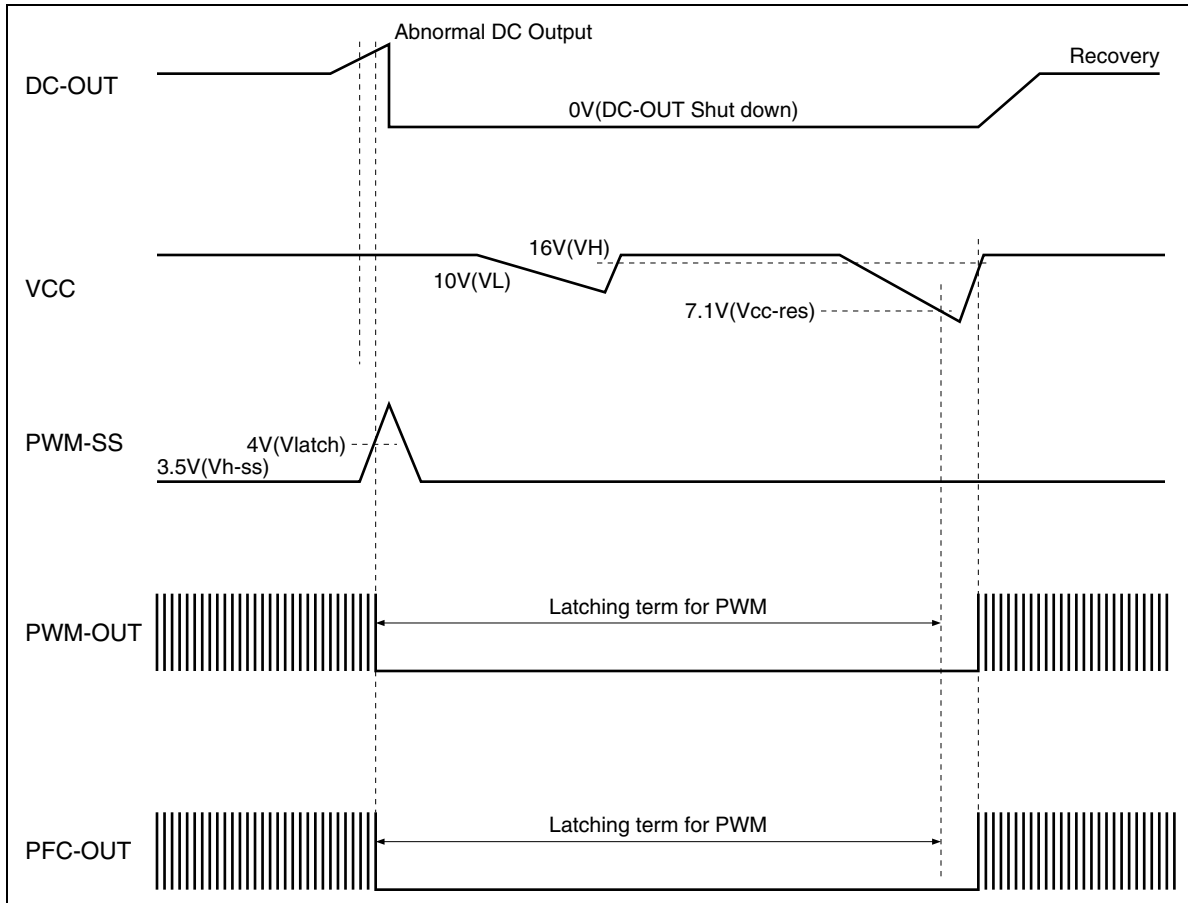 Abnormal DC Output
Recovery
DC-OUT
0V(DC-OUT Shut down)
16V(VH)
10V(VL)
VCC
7.1V(Vcc-res)
PWM-SS
4V(Vlatch)
3.5V(Vh-ss)
Latching term for PWM
PWM-OUT
Latching term for PWM
PFC-OUT